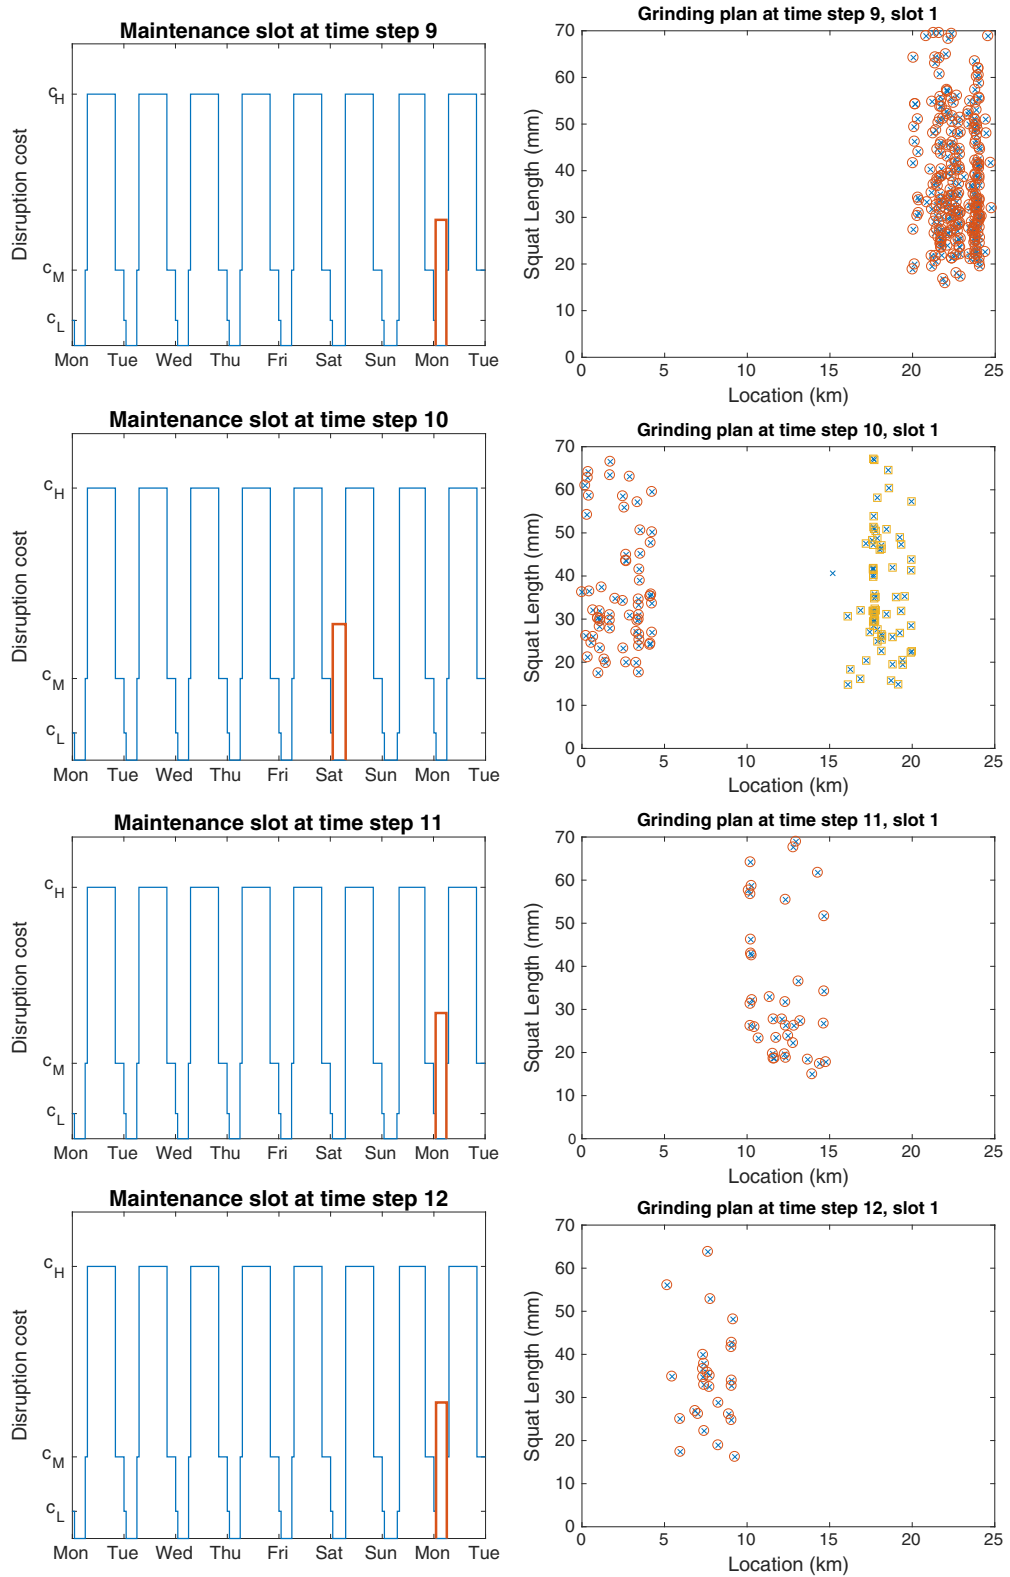 Maintenance slot at time step 9
Disruption cost
c_H
c_M
c_L
Mon Tue Wed Thu Fri Sat Sun Mon Tue
Grinding plan at time step 9, slot 1
Squat Length (mm)
70
60
50
40
30
20
10
0
0 5 10 15 20 25
Location (km)
Maintenance slot at time step 10
Disruption cost
c_H
c_M
c_L
Mon Tue Wed Thu Fri Sat Sun Mon Tue
Grinding plan at time step 10, slot 1
Squat Length (mm)
70
60
50
40
30
20
10
0
0 5 10 15 20 25
Location (km)
Maintenance slot at time step 11
Disruption cost
c_H
c_M
c_L
Mon Tue Wed Thu Fri Sat Sun Mon Tue
Grinding plan at time step 11, slot 1
Squat Length (mm)
70
60
50
40
30
20
10
0
0 5 10 15 20 25
Location (km)
Maintenance slot at time step 12
Disruption cost
c_H
c_M
c_L
Mon Tue Wed Thu Fri Sat Sun Mon Tue
Grinding plan at time step 12, slot 1
Squat Length (mm)
70
60
50
40
30
20
10
0
0 5 10 15 20 25
Location (km)